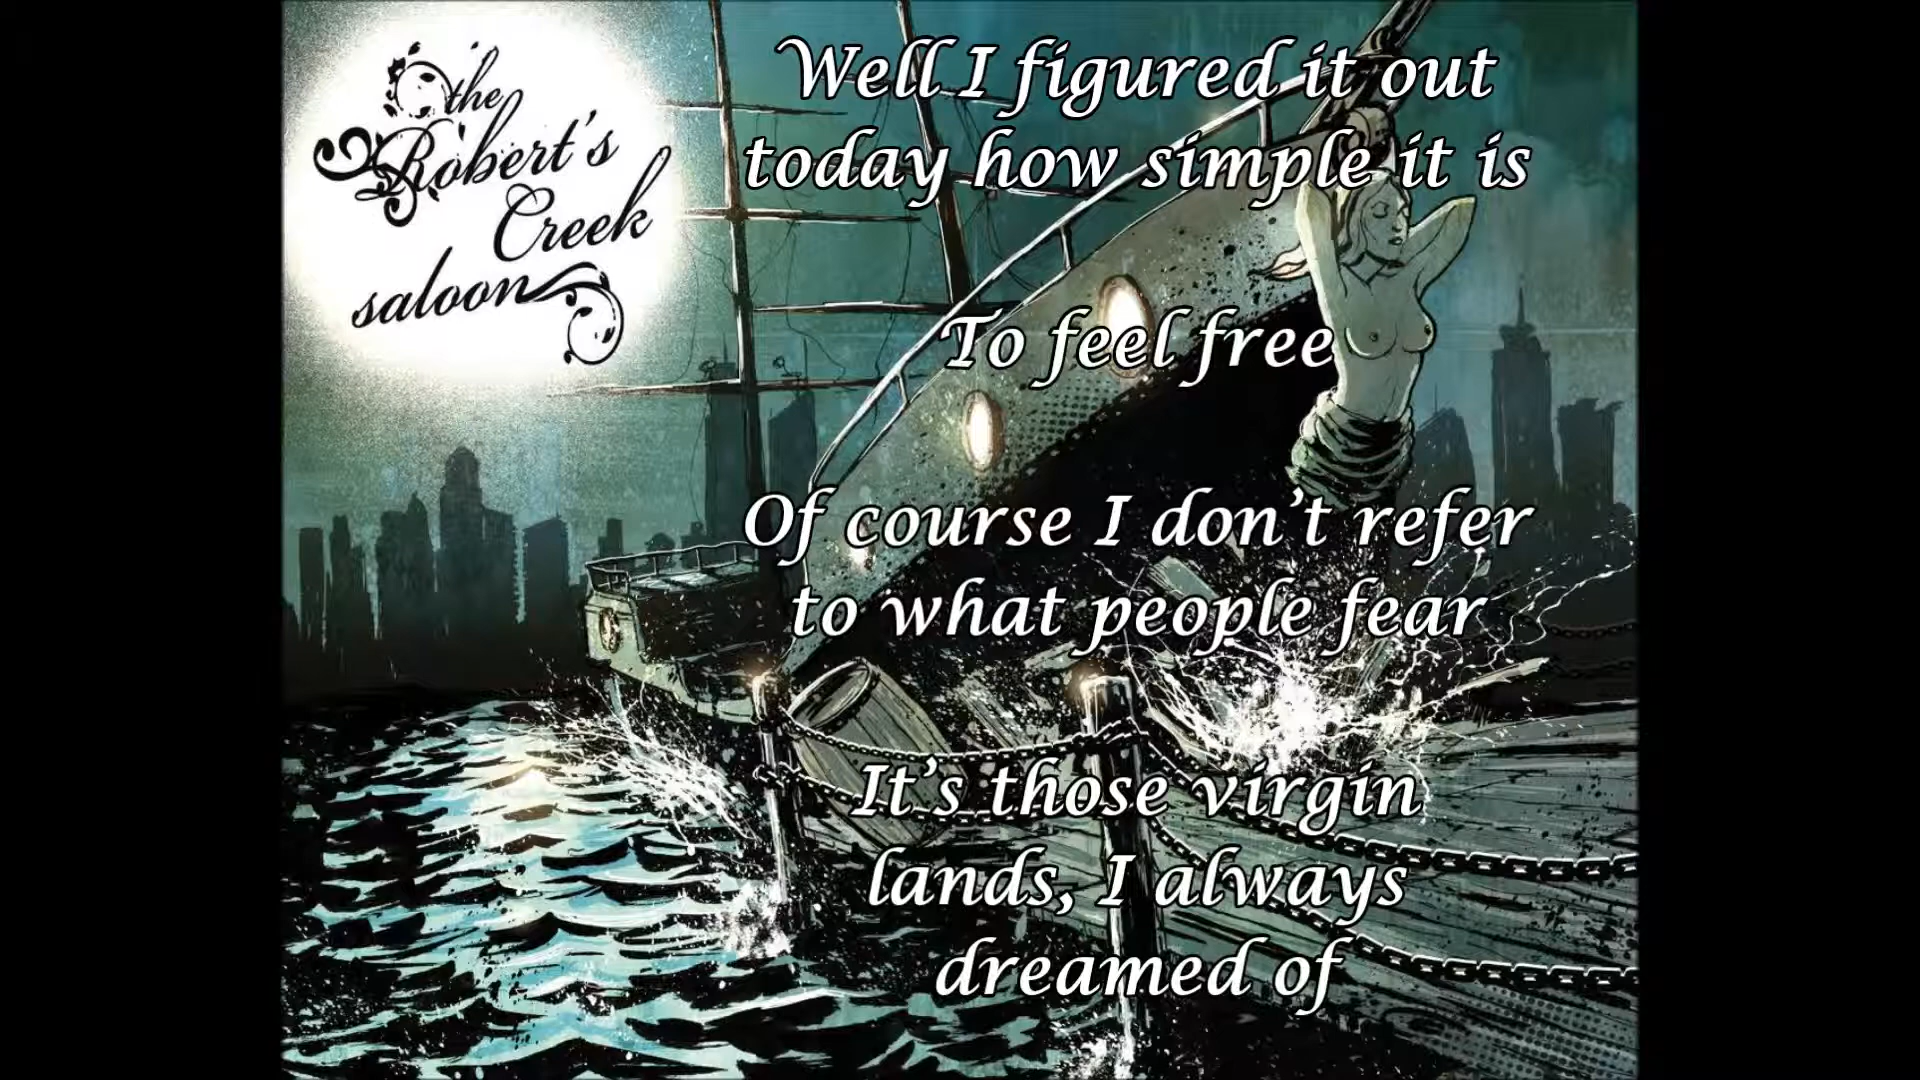 the
Robert's
Creek
saloon
Well I figured it out
today how simple it is
To feel free
Of course I don't refer
to what people fear
It's those virgin
lands, I always
dreamed of